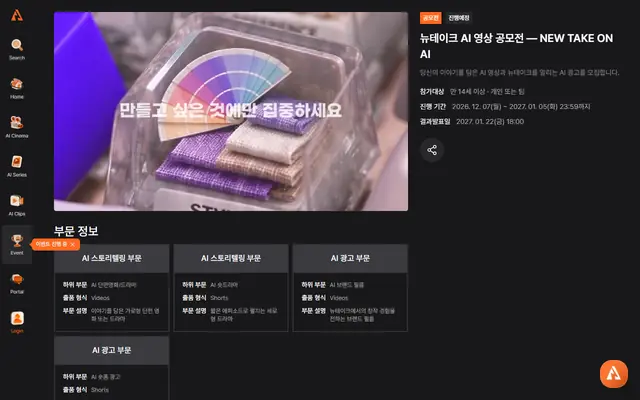 Search
Home
AI Cinema
AI Series
AI Clips
Event
이벤트 진행 중 ×
Portal
Login
만들고 싶은 것에만 집중하세요
공모전 진행예정
뉴테이크 AI 영상 공모전 — NEW TAKE ON
AI
당신의 이야기를 담은 AI 영상과 뉴테이크를 알리는 AI 광고를 모집합니다.
참가대상 만 14세 이상 · 개인 또는 팀
진행 기간 2026. 12. 07(월) ~ 2027. 01. 05(화) 23:59까지
결과발표일 2027. 01. 22(금) 18:00
부문 정보
AI 스토리텔링 부문
하위 부문 AI 단편영화/드라마
출품 형식 Videos
부문 설명 이야기를 담은 가로형 단편 영
화 또는 드라마
AI 스토리텔링 부문
하위 부문 AI 숏드라마
출품 형식 Shorts
부문 설명 짧은 에피소드로 펼치는 세로
형 드라마
AI 광고 부문
하위 부문 AI 브랜드 필름
출품 형식 Videos
부문 설명 뉴테이크에서의 창작 경험을
전하는 브랜드 필름
AI 광고 부문
하위 부문 AI 숏폼 광고
출품 형식 Shorts